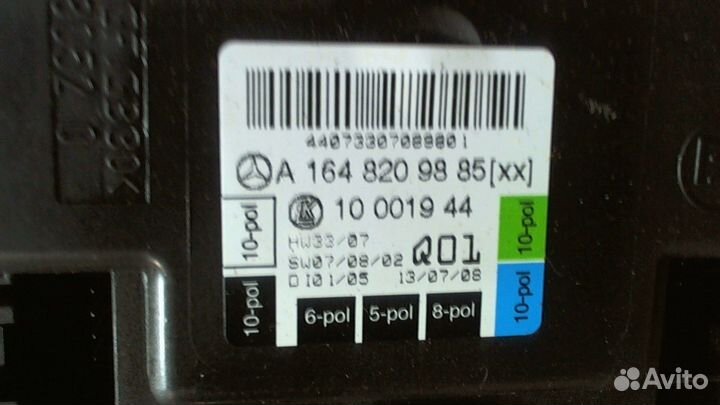 44073307089801
A 164 820 98 85[xx]
10 0019 44
10-pol
10-pol
HW33/07
SW07/08/02
Q01
DI01/05
13/07/08
10-pol
6-pol
5-pol
8-pol
10-pol
Avito